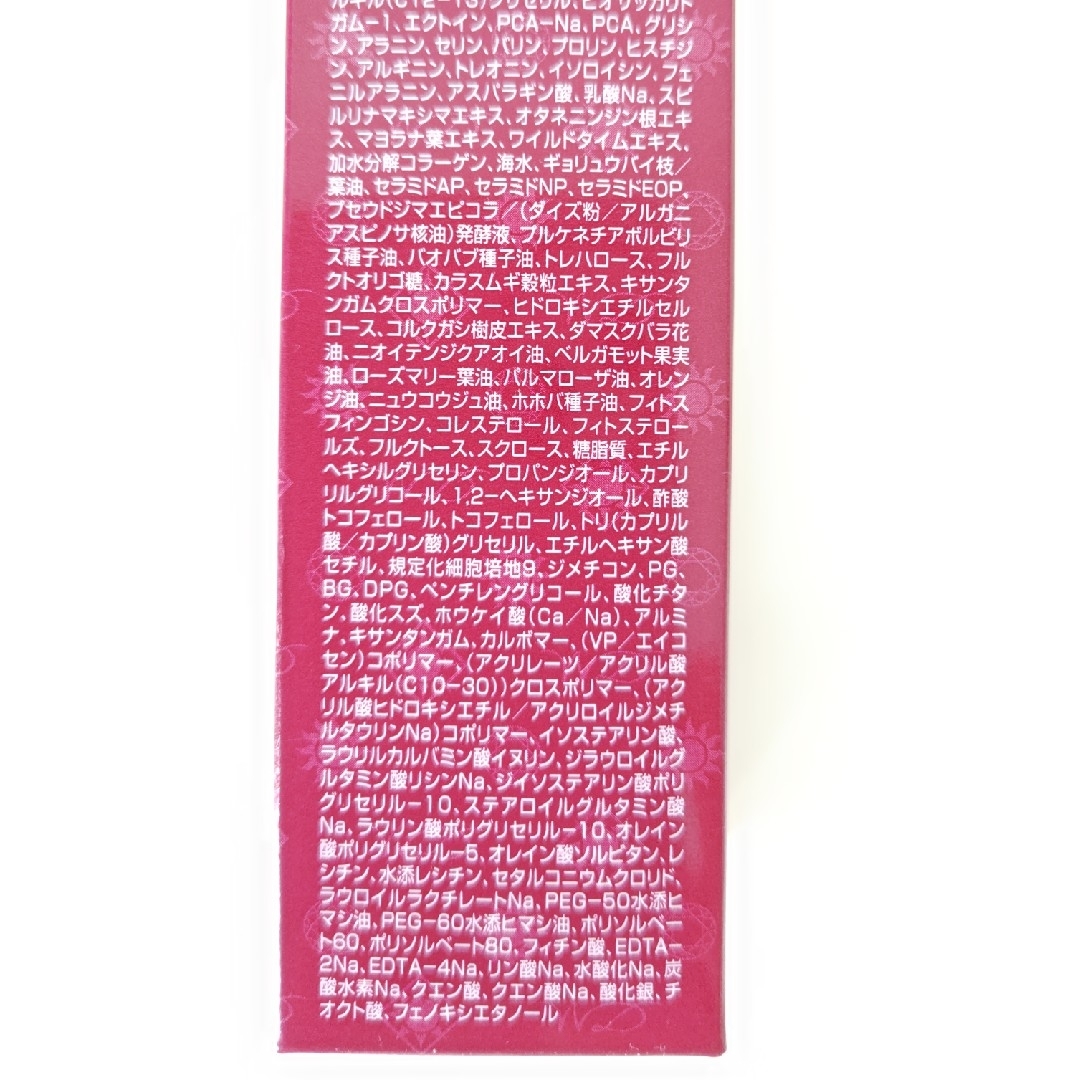 ルキル(C12-13)グリセリル、ビオサッカリド
ガム-1、エクトイン、PCA-Na、PCA、グリシ
ン、アラニン、セリン、バリン、プロリン、ヒスチジ
ン、アルギニン、トレオニン、イソロイシン、フェ
ニルアラニン、アスパラギン酸、乳酸Na、スピ
ルリナマキシマエキス、オタネニンジン根エキ
ス、マヨラナ葉エキス、ワイルドタイムエキス、
加水分解コラーゲン、海水、ギョリュウバイ枝/
葉油、セラミドAP、セラミドNP、セラミドEOP、
プセウドジマエピコラ/(ダイズ粉/アルガニ
アスピノサ核油)発酵液、プルケネチアボルビリ
ス種子油、バオバブ種子油、トレハロース、フル
クトオリゴ糖、カラスムギ穀粒エキス、キサンタ
ンガムクロスポリマー、ヒドロキシエチルセル
ロース、コルクガシ樹皮エキス、ダマスクバラ花
油、ニオイテンジクアオイ油、ベルガモット果実
油、ローズマリー葉油、パルマローザ油、オレン
ジ油、ニュウコウジュ油、ホホバ種子油、フィトス
フィンゴシン、コレステロール、フィトステロー
ルズ、フルクトース、スクロース、糖脂質、エチル
ヘキシルグリセリン、プロパンジオール、カプリ
リルグリコール、1,2-ヘキサンジオール、酢酸
トコフェロール、トコフェロール、トリ(カプリル
酸/カプリン酸)グリセリル、エチルヘキサン酸
セチル、規定化細胞培地9、ジメチコン、PG、
BG、DPG、ペンチレングリコール、酸化チタ
ン、酸化スズ、ホウケイ酸(Ca/Na)、アルミ
ナ、キサンタンガム、カルボマー、(VP/エイコ
セン)コポリマー、(アクリレーツ/アクリル酸
アルキル(C10-30))クロスポリマー、(アク
リル酸ヒドロキシエチル/アクリロイルジメチ
ルタウリンNa)コポリマー、イソステアリン酸、
ラウリルカルバミン酸イヌリン、ジラウロイルグ
ルタミン酸リシンNa、ジイソステアリン酸ポリ
グリセリル-10、ステアロイルグルタミン酸
Na、ラウリン酸ポリグリセリル-10、オレイン
酸ポリグリセリル-5、オレイン酸ソルビタン、レ
シチン、水添レシチン、セタルコニウムクロリド、
ラウロイルラクチレートNa、PEG-50水添ヒ
マシ油、PEG-60水添ヒマシ油、ポリソルベー
ト60、ポリソルベート80、フィチン酸、EDTA-
2Na、EDTA-4Na、リン酸Na、水酸化Na、炭
酸水素Na、クエン酸、クエン酸Na、酸化銀、チ
オクト酸、フェノキシエタノール